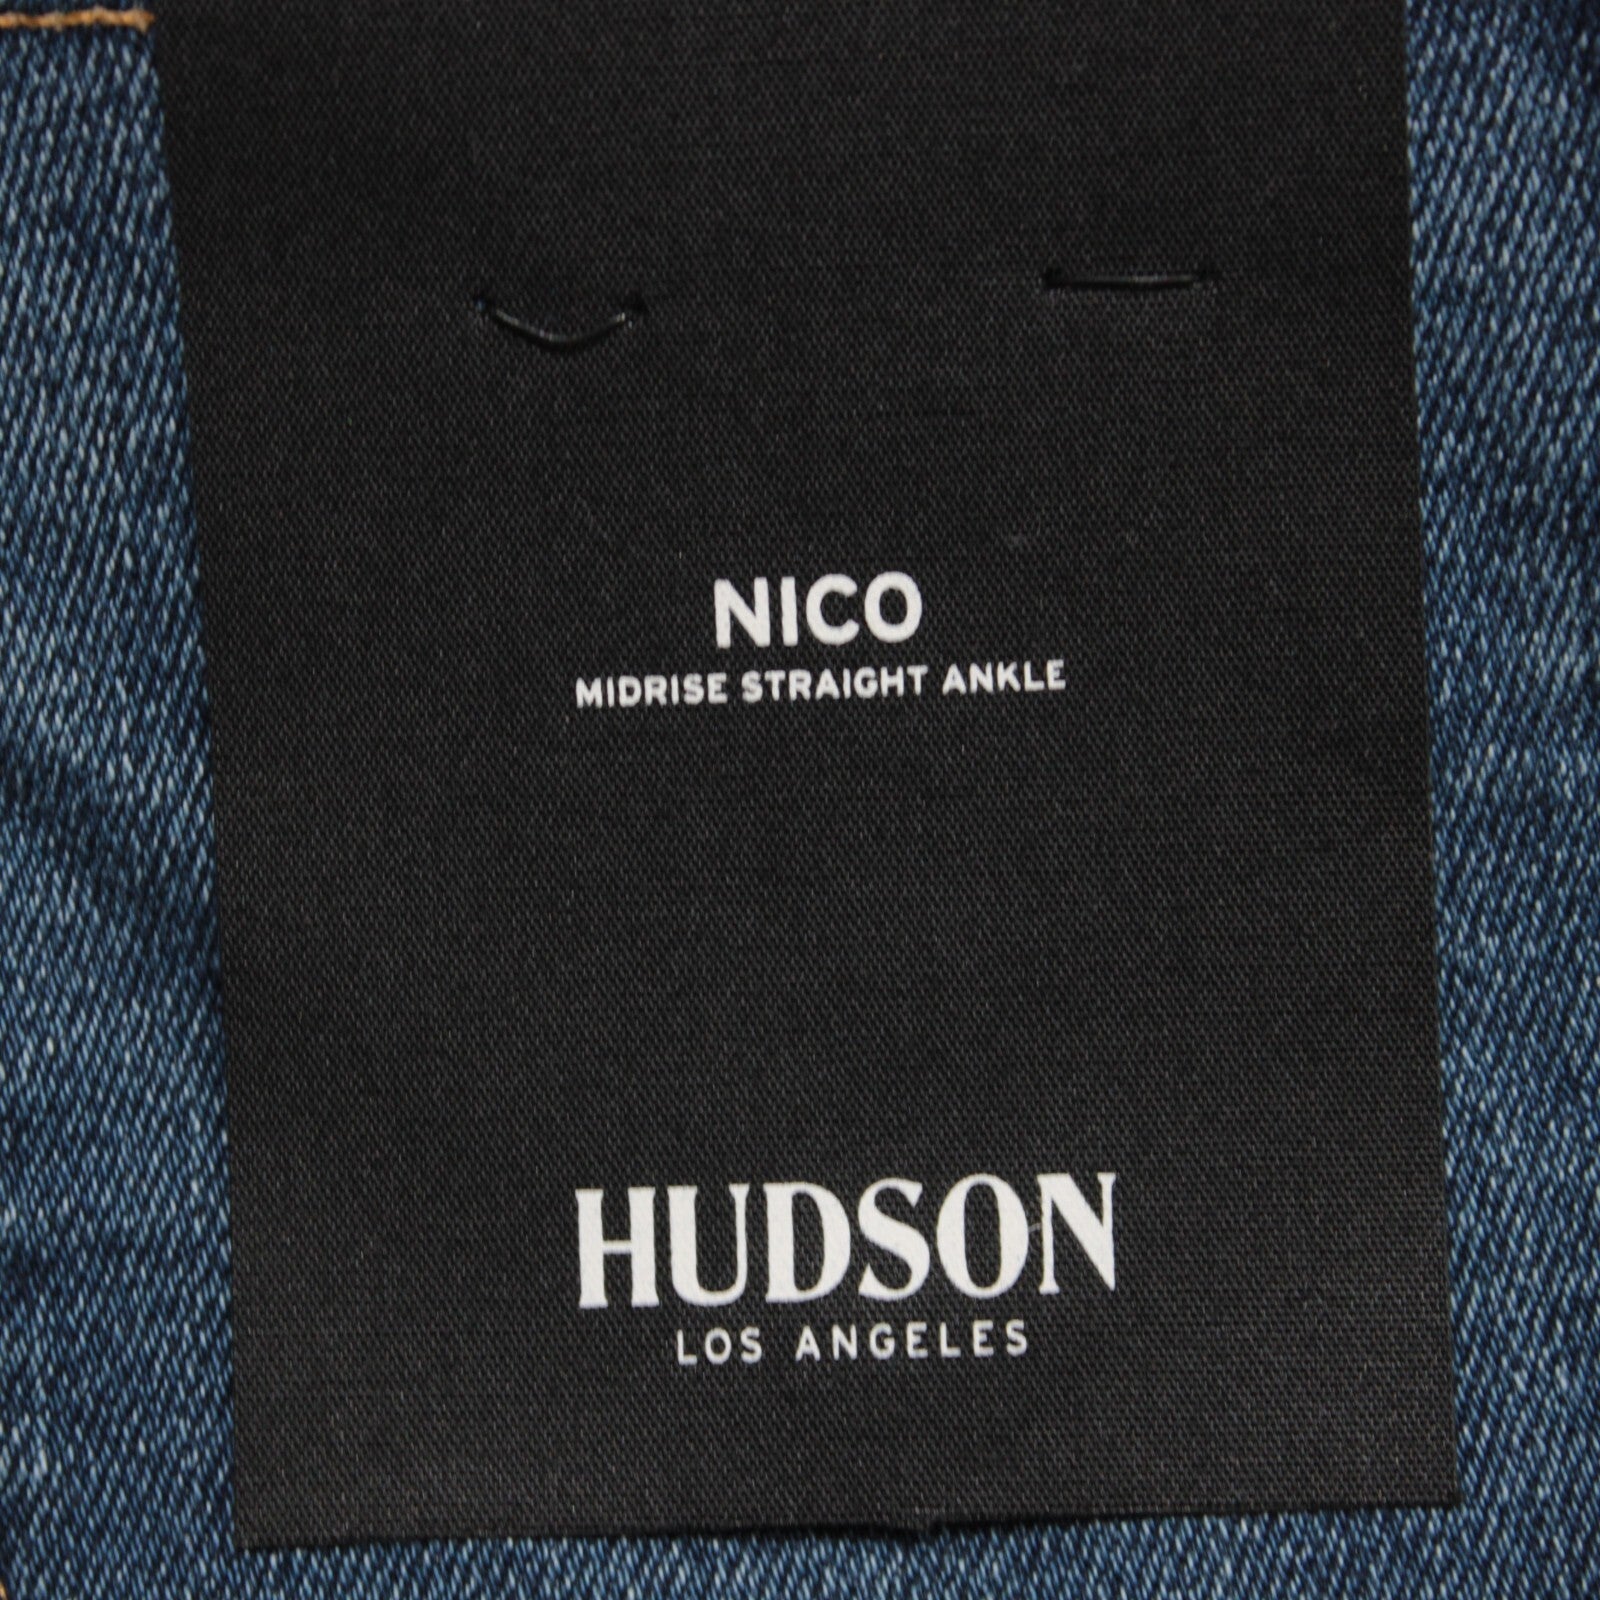 NICO
MIDRISE STRAIGHT ANKLE
HUDSON
LOS ANGELES